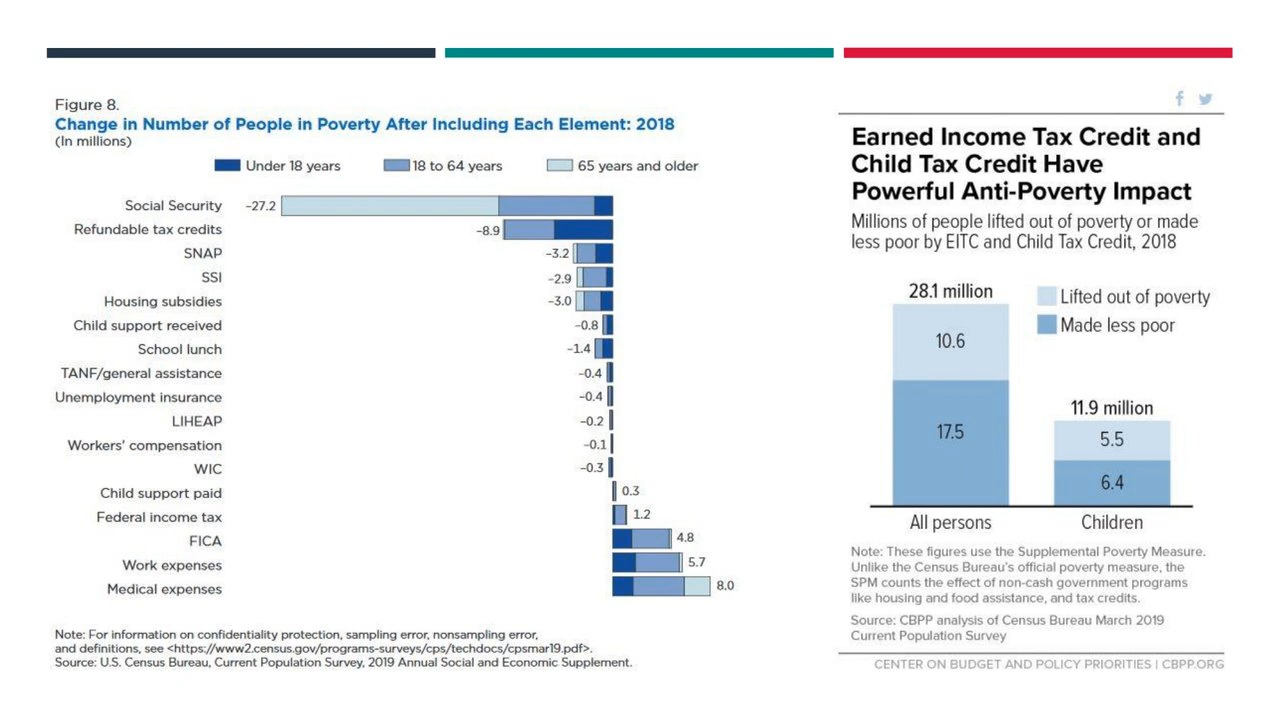 Figure 8.
Change in Number of People in Poverty After Including Each Element: 2018
(In millions)
Under 18 years 18 to 64 years 65 years and older
Social Security -27.2
Refundable tax credits -8.9
SNAP -3.2
SSI -2.9
Housing subsidies -3.0
Child support received -0.8
School lunch -1.4
TANF/general assistance -0.4
Unemployment insurance -0.4
LIHEAP -0.2
Workers' compensation -0.1
WIC -0.3
Child support paid 0.3
Federal income tax 1.2
FICA 4.8
Work expenses 5.7
Medical expenses 8.0
Note: For information on confidentiality protection, sampling error, nonsampling error,
and definitions, see <https://www2.census.gov/programs-surveys/cps/techdocs/cpsmar19.pdf>.
Source: U.S. Census Bureau, Current Population Survey, 2019 Annual Social and Economic Supplement.
Earned Income Tax Credit and
Child Tax Credit Have
Powerful Anti-Poverty Impact
Millions of people lifted out of poverty or made
less poor by EITC and Child Tax Credit, 2018
28.1 million
Lifted out of poverty
Made less poor
10.6
17.5
11.9 million
5.5
6.4
All persons Children
Note: These figures use the Supplemental Poverty Measure.
Unlike the Census Bureau's official poverty measure, the
SPM counts the effect of non-cash government programs
like housing and food assistance, and tax credits.
Source: CBPP analysis of Census Bureau March 2019
Current Population Survey
CENTER ON BUDGET AND POLICY PRIORITIES | CBPP.ORG